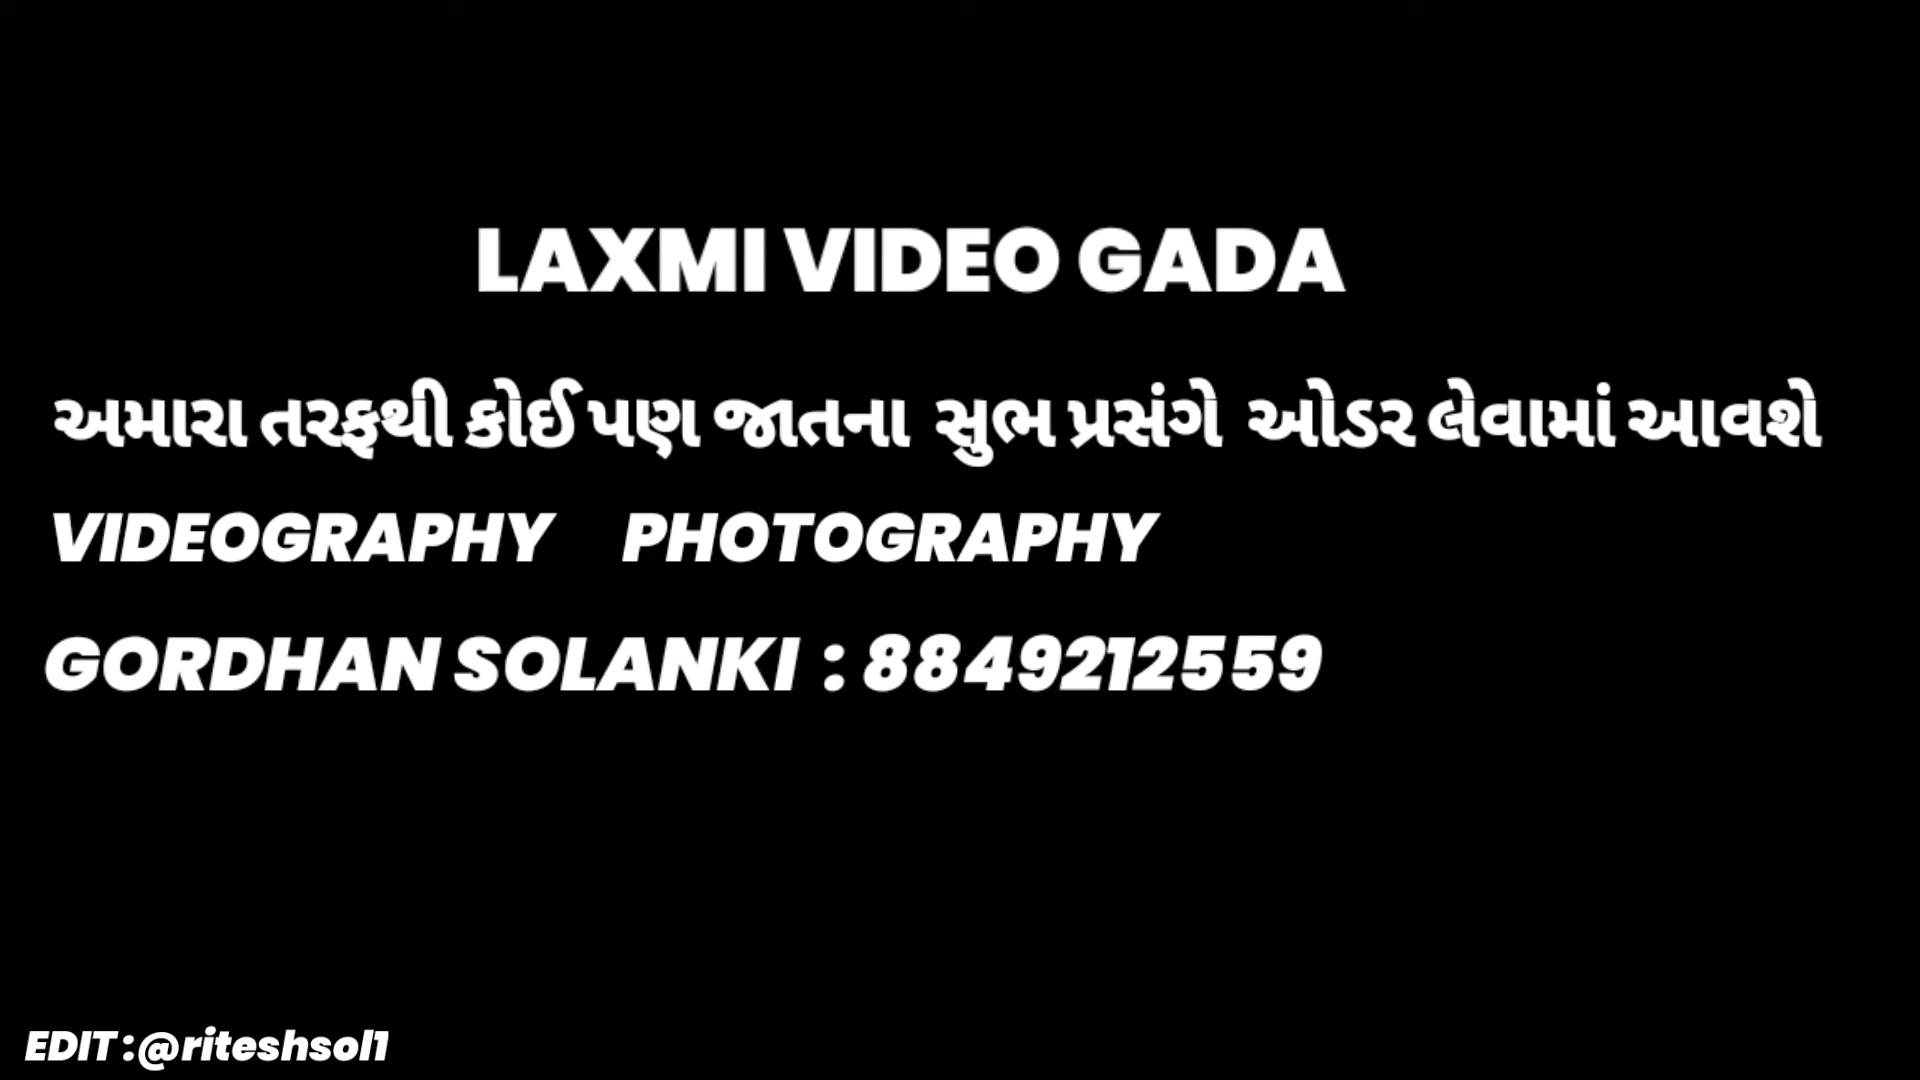 LAXMI VIDEO GADA
અમારા તરફથી કોઈ પણ જાતના સુભ પ્રસંગે ઓડર લેવામાં આવશે
VIDEOGRAPHY PHOTOGRAPHY
GORDHAN SOLANKI : 8849212559
EDIT :@riteshsol1